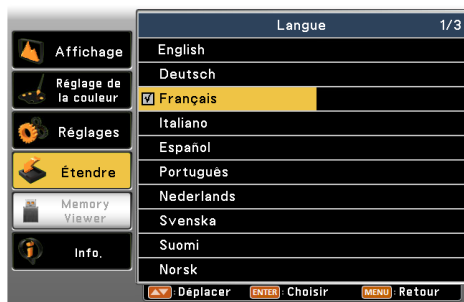 Langue 1/3
Affichage
Réglage de
la couleur
Réglages
Étendre
Memory
Viewer
Info.
English
Deutsch
Français
Italiano
Español
Português
Nederlands
Svenska
Suomi
Norsk
:Déplacer ENTER :Choisir MENU :Retour